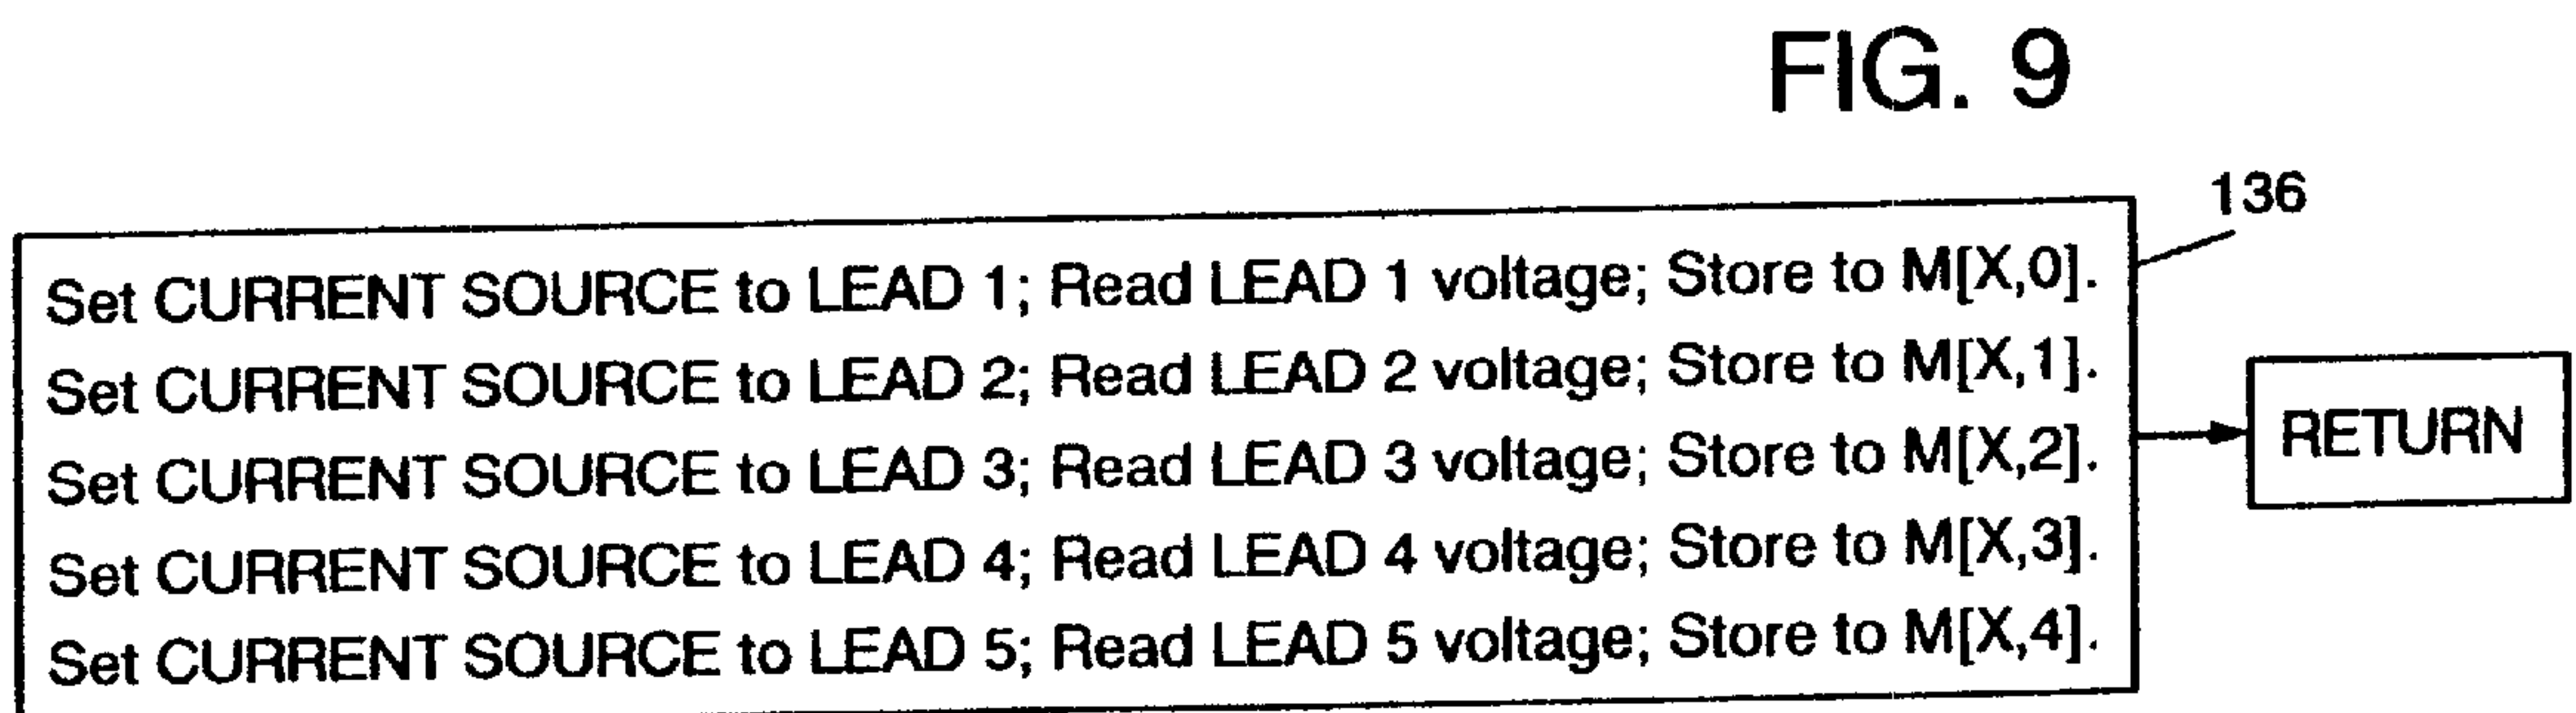 FIG. 9
136
Set CURRENT SOURCE to LEAD 1; Read LEAD 1 voltage; Store to M[X,0].
Set CURRENT SOURCE to LEAD 2; Read LEAD 2 voltage; Store to M[X,1].
Set CURRENT SOURCE to LEAD 3; Read LEAD 3 voltage; Store to M[X,2].
Set CURRENT SOURCE to LEAD 4; Read LEAD 4 voltage; Store to M[X,3].
Set CURRENT SOURCE to LEAD 5; Read LEAD 5 voltage; Store to M[X,4].
RETURN